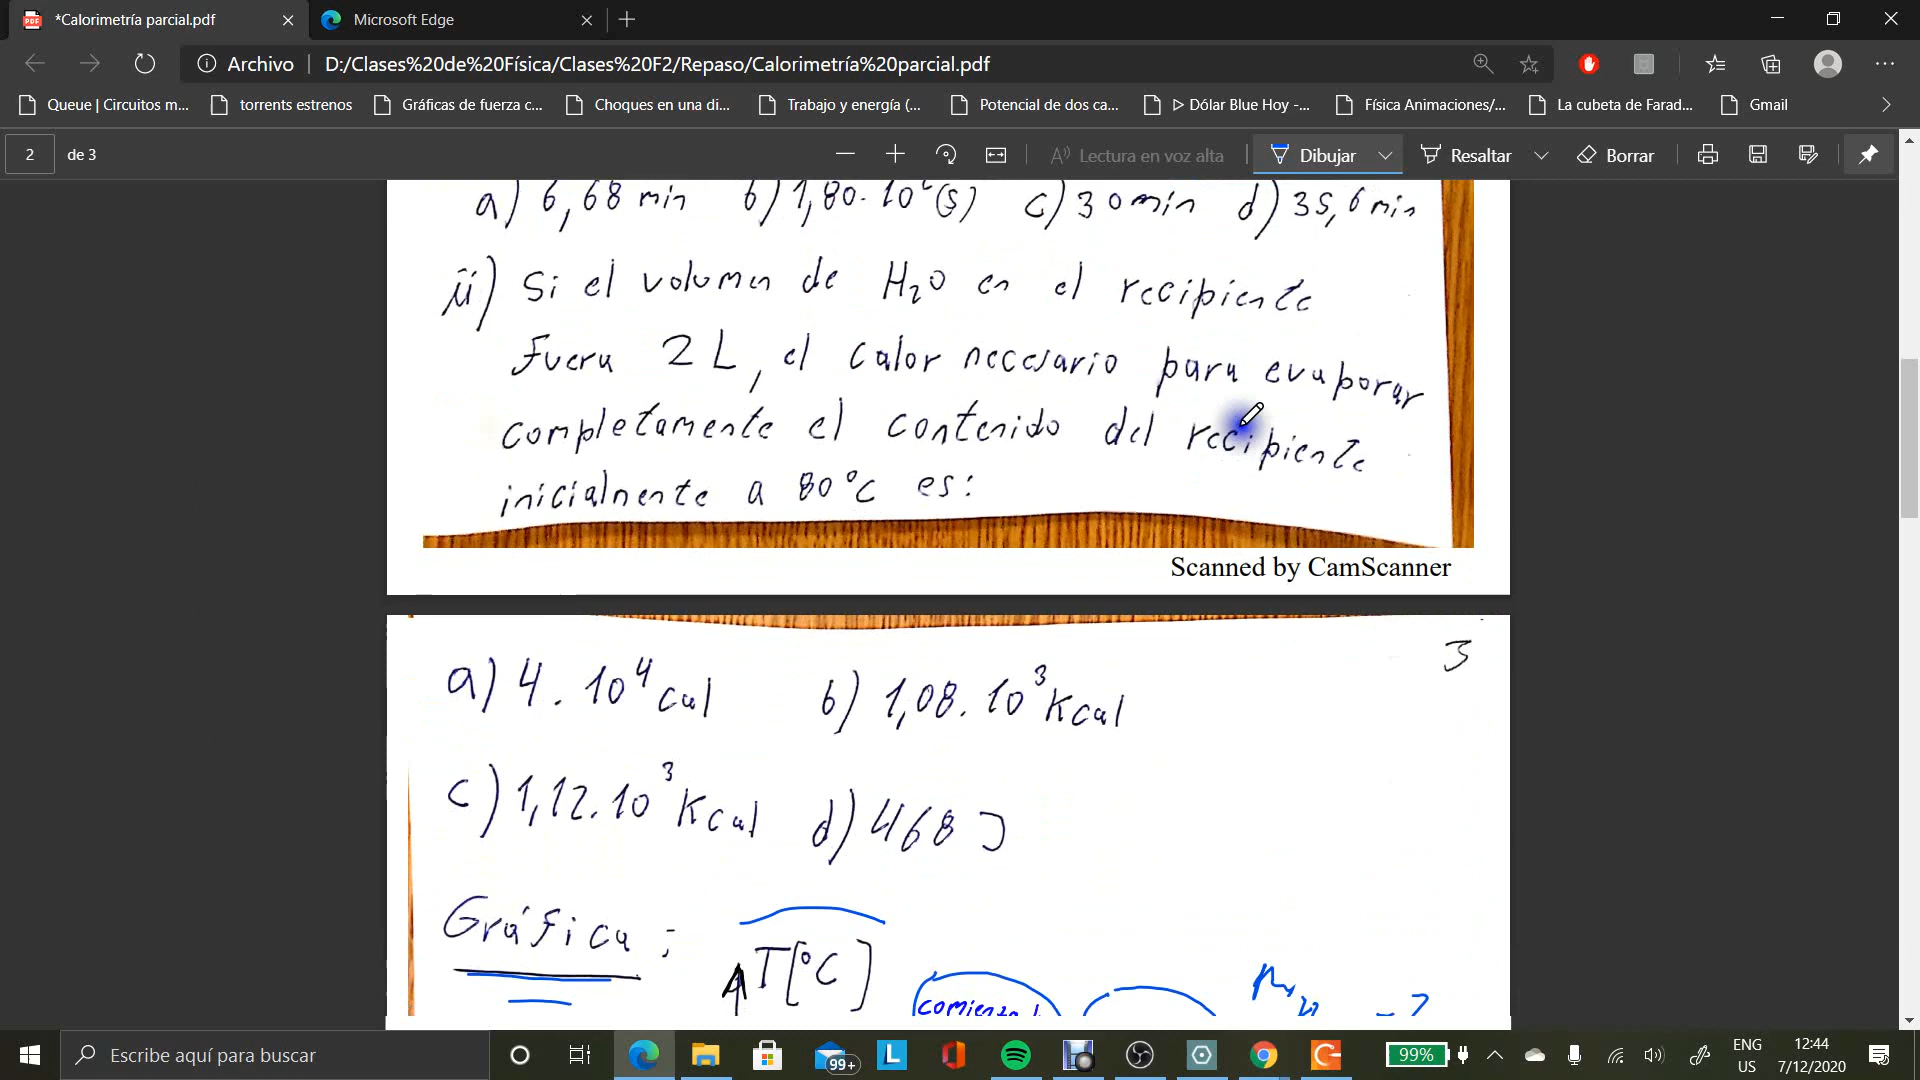 *Calorimetría parcial.pdf
Microsoft Edge
Archivo | D:/Clases%20de%20Física/Clases%20F2/Repaso/Calorimetría%20parcial.pdf
Queue | Circuitos m...
torrents estrenos
Gráficas de fuerza c...
Choques en una di...
Trabajo y energía (...
Potencial de dos ca...
▷ Dólar Blue Hoy -...
Física Animaciones/...
La cubeta de Farad...
Gmail
2 de 3
Lectura en voz alta
Dibujar
Resaltar
Borrar
a) 6,68 min b) 1,80.10² (s) c) 30 min d) 35,6 min
ii) Si el volumen de H₂O en el recipiente
fuera 2 L, el calor necesario para evaporar
completamente el contenido del recipiente
inicialmente a 80°C es:
Scanned by CamScanner
3
a) 4.10⁴ cal b) 1,08.10³ Kcal
c) 1,12.10³ Kcal d) 468 J
Gráfica:
T[°C]
Escribe aquí para buscar
99+
99%
ENG
US
12:44
7/12/2020